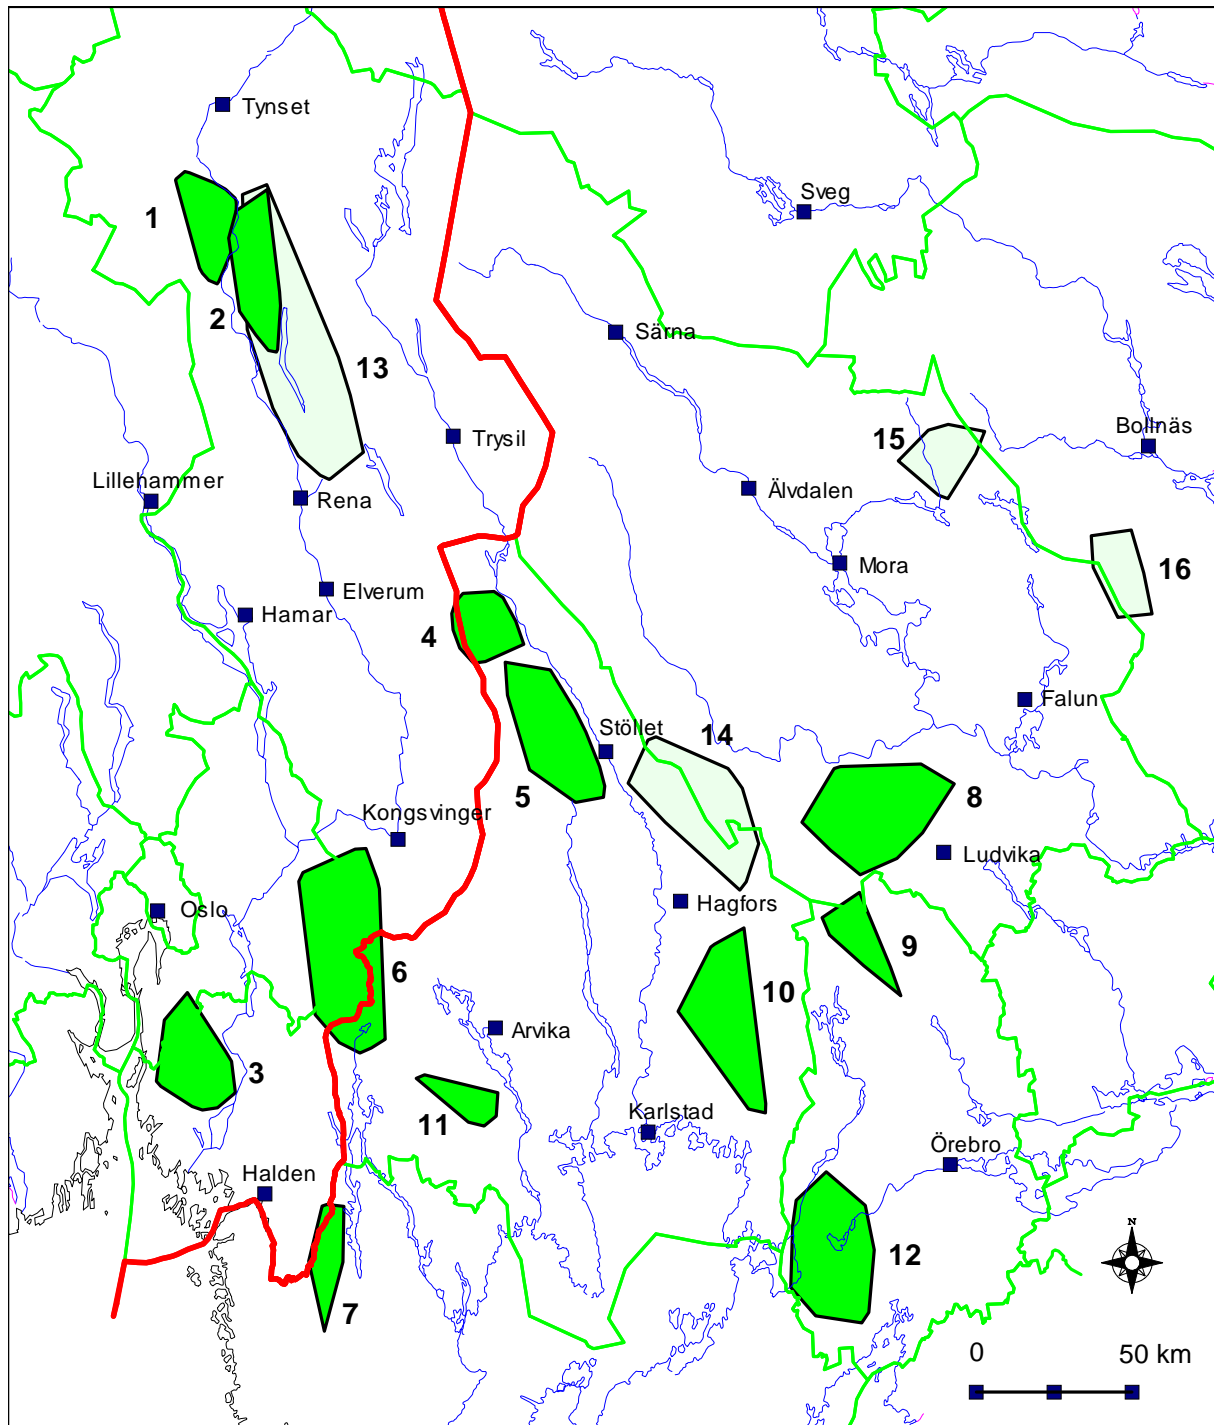 Tynset
1
Sveg
2
13
Särna
Trysil
15
Bollnäs
Lillehammer
Rena
Älvdalen
Mora
16
Elverum
Hamar
4
Falun
Stöllet
14
5
8
Kongsvinger
Ludvika
Hagfors
Oslo
9
6
10
Arvika
3
11
Karlstad
Örebro
Halden
N
12
7
0 50 km